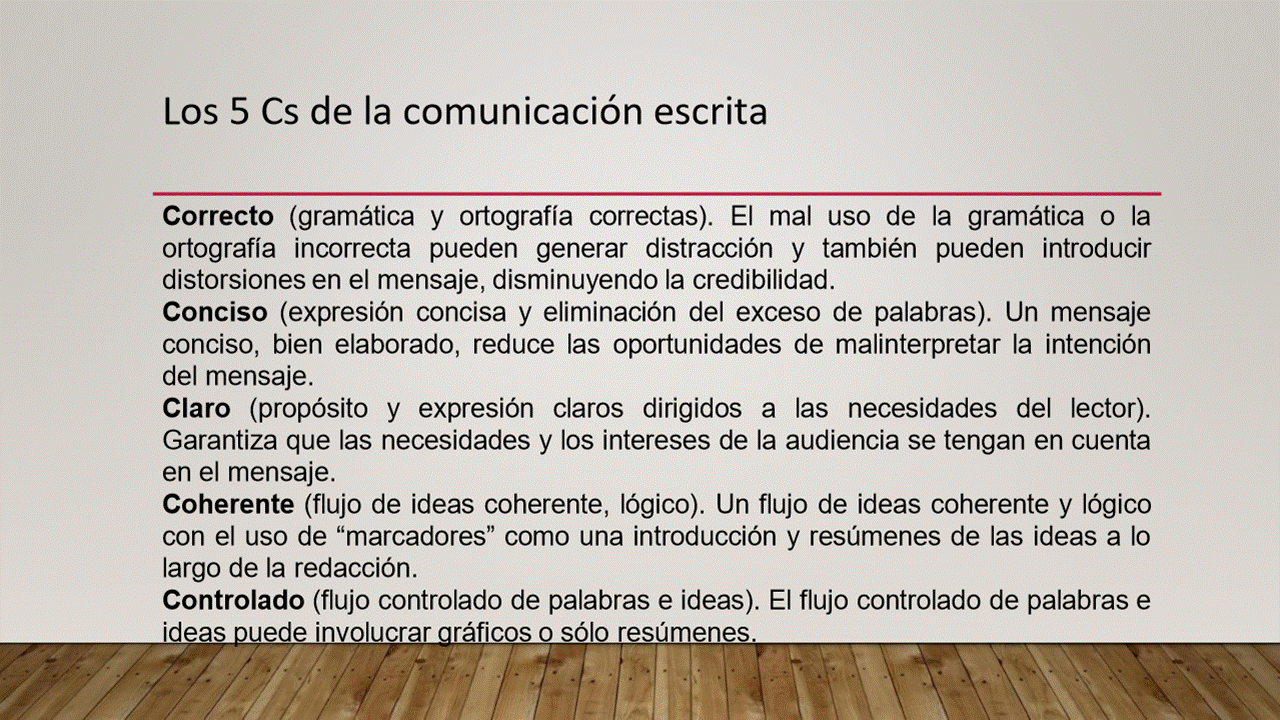 Los 5 Cs de la comunicación escrita
Correcto (gramática y ortografía correctas). El mal uso de la gramática o la
ortografía incorrecta pueden generar distracción y también pueden introducir
distorsiones en el mensaje, disminuyendo la credibilidad.
Conciso (expresión concisa y eliminación del exceso de palabras). Un mensaje
conciso, bien elaborado, reduce las oportunidades de malinterpretar la intención
del mensaje.
Claro (propósito y expresión claros dirigidos a las necesidades del lector).
Garantiza que las necesidades y los intereses de la audiencia se tengan en cuenta
en el mensaje.
Coherente (flujo de ideas coherente, lógico). Un flujo de ideas coherente y lógico
con el uso de “marcadores” como una introducción y resúmenes de las ideas a lo
largo de la redacción.
Controlado (flujo controlado de palabras e ideas). El flujo controlado de palabras e
ideas puede involucrar gráficos o sólo resúmenes.